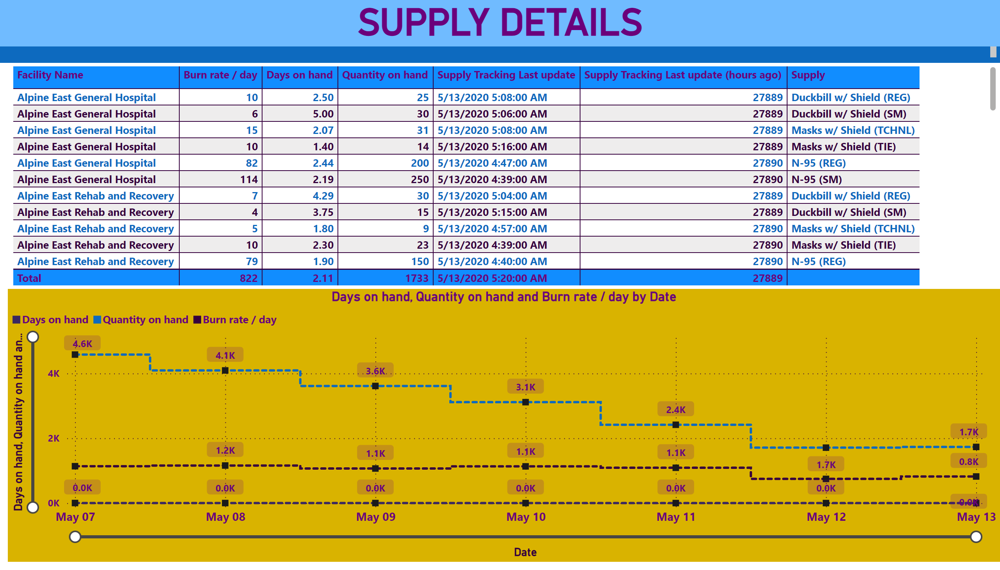 SUPPLY DETAILS
Facility Name Burn rate / day Days on hand Quantity on hand Supply Tracking Last update Supply Tracking Last update (hours ago) Supply
Alpine East General Hospital 10 2.50 25 5/13/2020 5:08:00 AM 27889 Duckbill w/ Shield (REG)
Alpine East General Hospital 6 5.00 30 5/13/2020 5:06:00 AM 27889 Duckbill w/ Shield (SM)
Alpine East General Hospital 15 2.07 31 5/13/2020 5:08:00 AM 27889 Masks w/ Shield (TCHNL)
Alpine East General Hospital 10 1.40 14 5/13/2020 5:16:00 AM 27889 Masks w/ Shield (TIE)
Alpine East General Hospital 82 2.44 200 5/13/2020 4:47:00 AM 27890 N-95 (REG)
Alpine East General Hospital 114 2.19 250 5/13/2020 4:39:00 AM 27890 N-95 (SM)
Alpine East Rehab and Recovery 7 4.29 30 5/13/2020 5:04:00 AM 27889 Duckbill w/ Shield (REG)
Alpine East Rehab and Recovery 4 3.75 15 5/13/2020 5:15:00 AM 27889 Duckbill w/ Shield (SM)
Alpine East Rehab and Recovery 5 1.80 9 5/13/2020 4:57:00 AM 27890 Masks w/ Shield (TCHNL)
Alpine East Rehab and Recovery 10 2.30 23 5/13/2020 4:39:00 AM 27890 Masks w/ Shield (TIE)
Alpine East Rehab and Recovery 79 1.90 150 5/13/2020 4:40:00 AM 27890 N-95 (REG)
Total 822 2.11 1733 5/13/2020 5:20:00 AM 27889
Days on hand, Quantity on hand and Burn rate / day by Date
Days on hand Quantity on hand Burn rate / day
Days on hand, Quantity on hand an...
4.6K
4.1K
3.6K
4K
3.1K
2.4K
1.7K
2K
1.2K 1.1K 1.1K 1.1K
1.7K 0.8K
0.0K 0.0K 0.0K 0.0K 0.0K 0.0K
0K 0.0K
May 07 May 08 May 09 May 10 May 11 May 12 May 13
Date